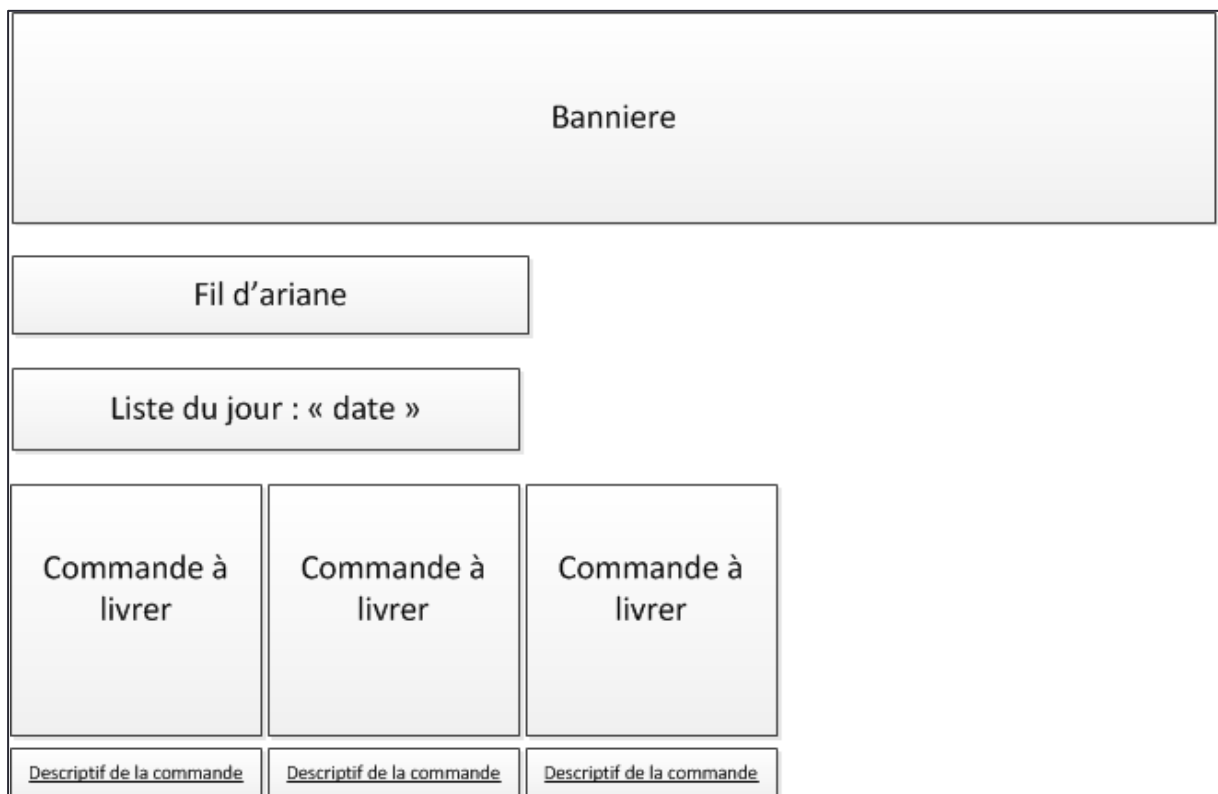 Banniere
Fil d’ariane
Liste du jour : « date »
Commande à
livrer
Commande à
livrer
Commande à
livrer
Descriptif de la commande
Descriptif de la commande
Descriptif de la commande